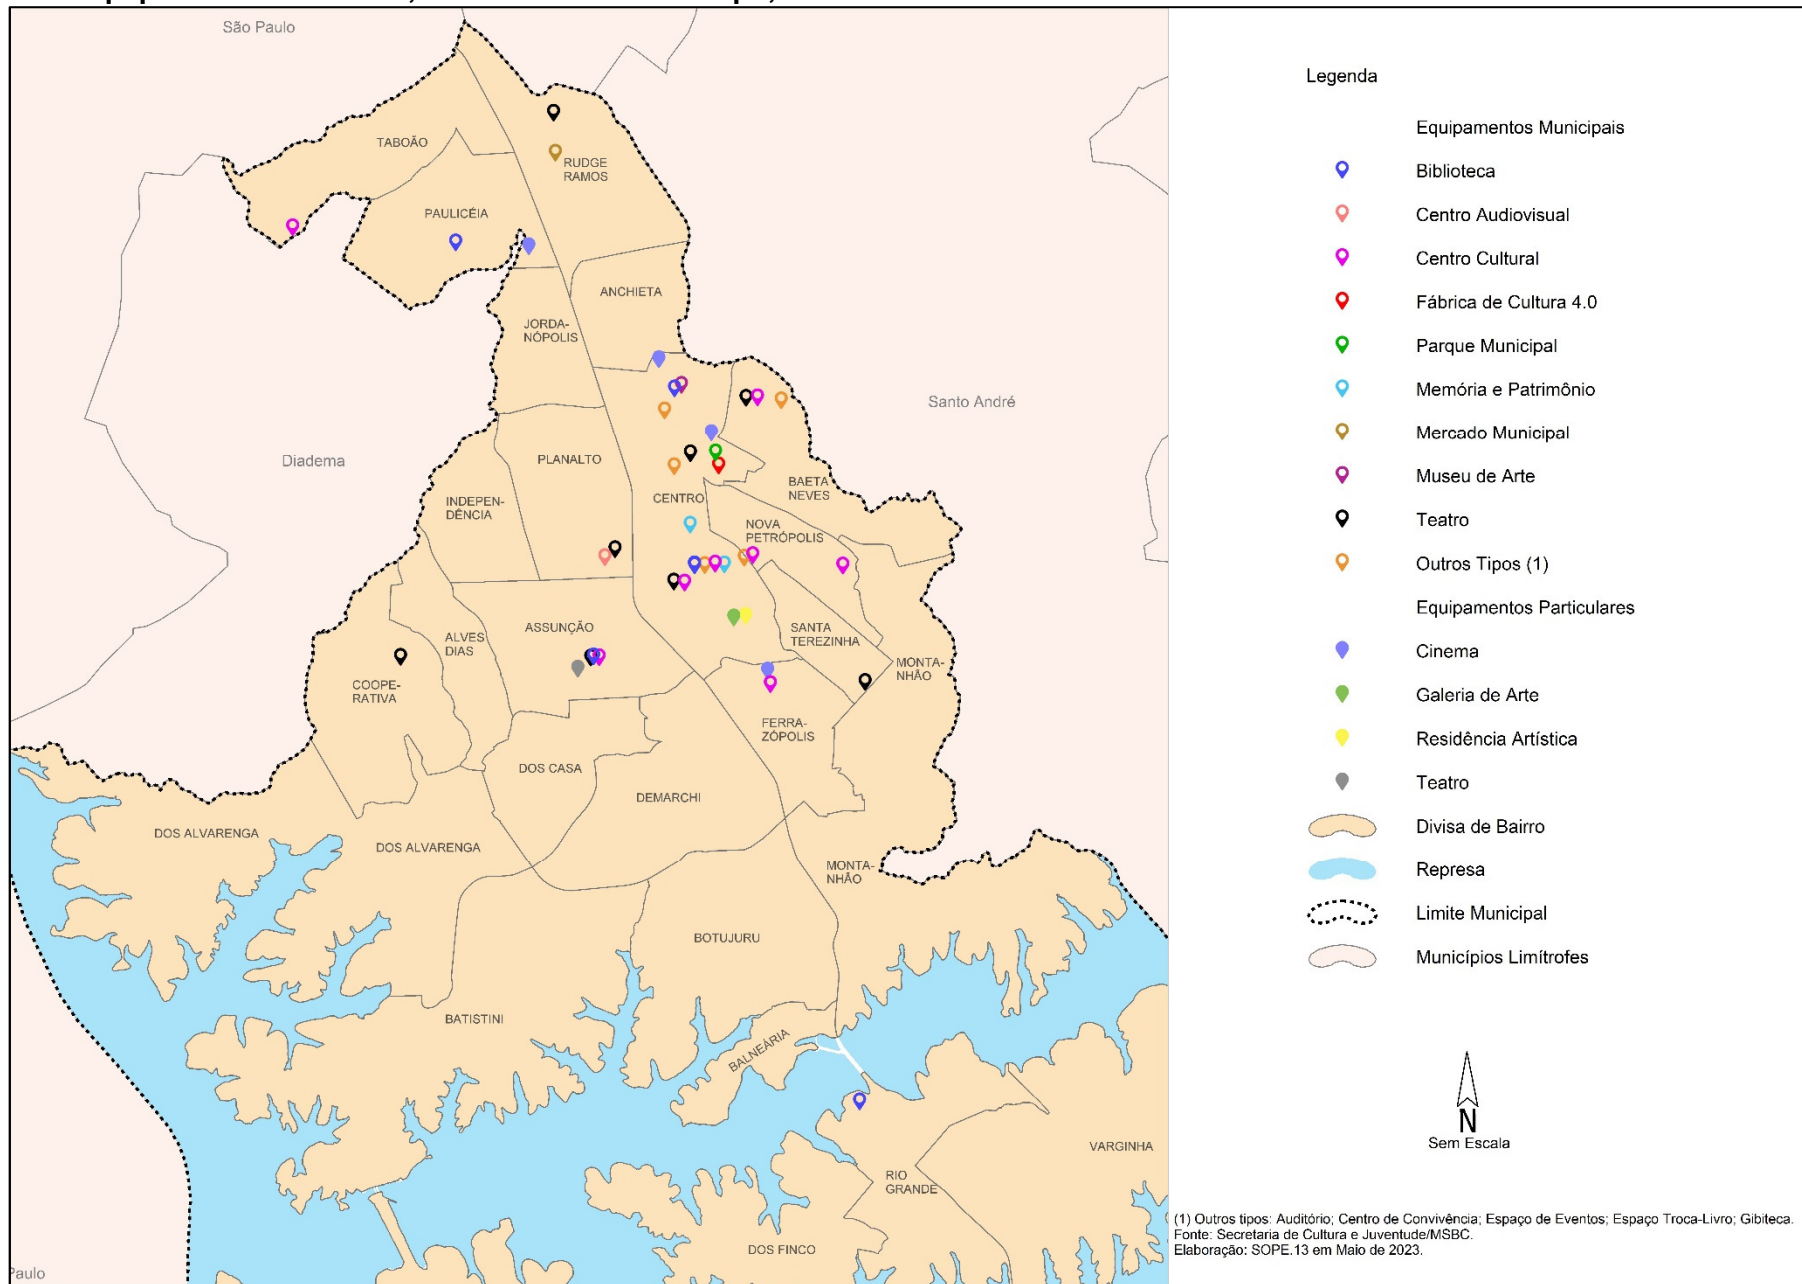 São Paulo
TABOÃO
RUDGE
RAMOS
PAULICÉIA
ANCHIETA
JORDA-
NÓPOLIS
Santo André
Diadema
PLANALTO
INDEPEN-
DÊNCIA
CENTRO
BAETA
NEVES
NOVA
PETRÓPOLIS
ALVES
DIAS
ASSUNÇÃO
SANTA
TEREZINHA
MONTA-
NHÃO
COOPE-
RATIVA
FERRA-
ZÓPOLIS
DOS CASA
DEMARCHI
DOS ALVARENGA
DOS ALVARENGA
MONTA-
NHÃO
BOTUJURU
BATISTINI
BALNEÁRIA
VARGINHA
RIO
GRANDE
DOS FINCO
Paulo
Legenda
Equipamentos Municipais
Biblioteca
Centro Audiovisual
Centro Cultural
Fábrica de Cultura 4.0
Parque Municipal
Memória e Patrimônio
Mercado Municipal
Museu de Arte
Teatro
Outros Tipos (1)
Equipamentos Particulares
Cinema
Galeria de Arte
Residência Artística
Teatro
Divisa de Bairro
Represa
Limite Municipal
Municípios Limítrofes
N
Sem Escala
(1) Outros tipos: Auditório; Centro de Convivência; Espaço de Eventos; Espaço Troca-Livro; Gibiteca.
Fonte: Secretaria de Cultura e Juventude/MSBC.
Elaboração: SOPE.13 em Maio de 2023.